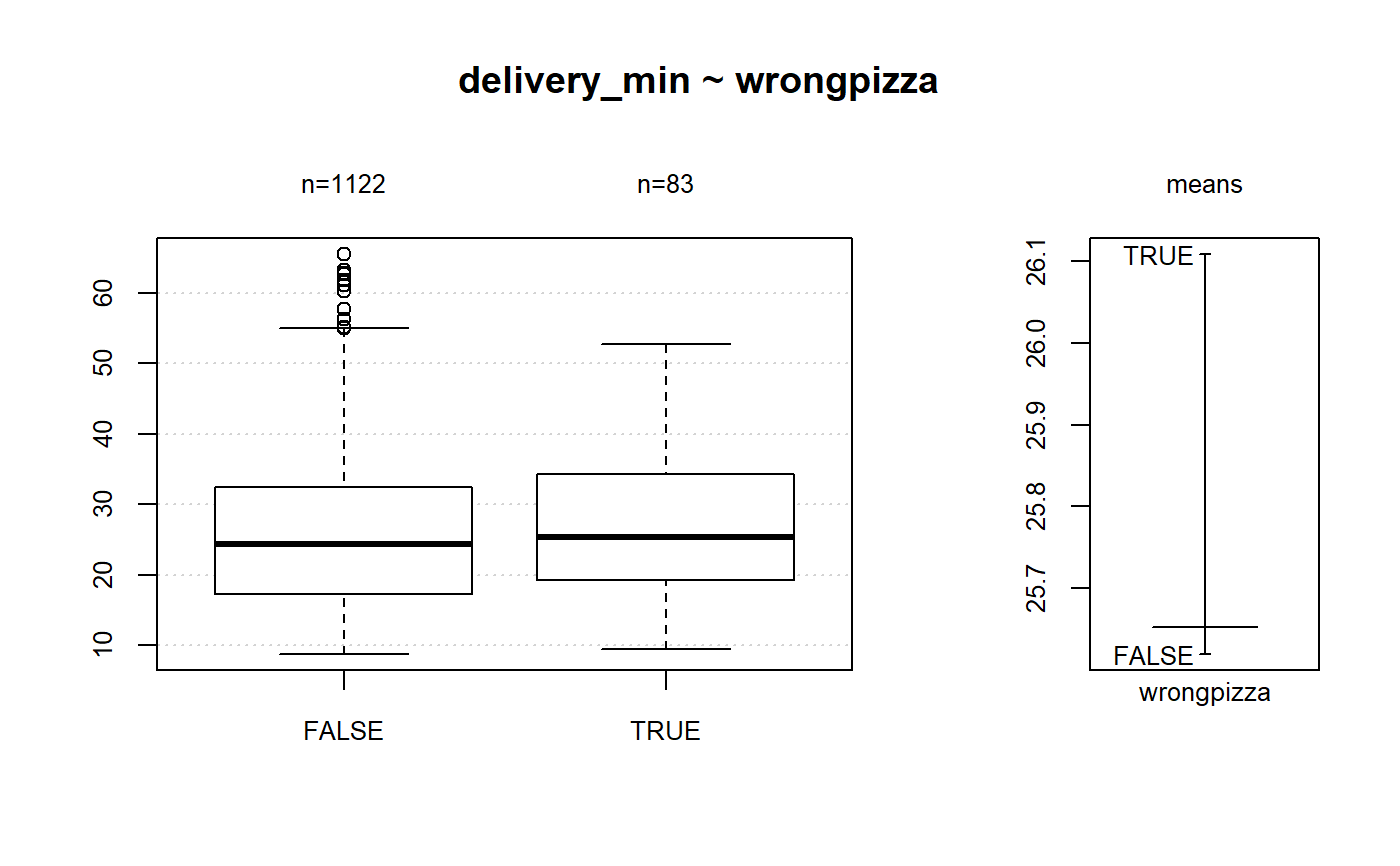 delivery_min ~ wrongpizza
n=1122
n=83
means
60
50
40
30
20
10
FALSE
TRUE
26.1
26.0
25.9
25.8
25.7
TRUE
FALSE
wrongpizza